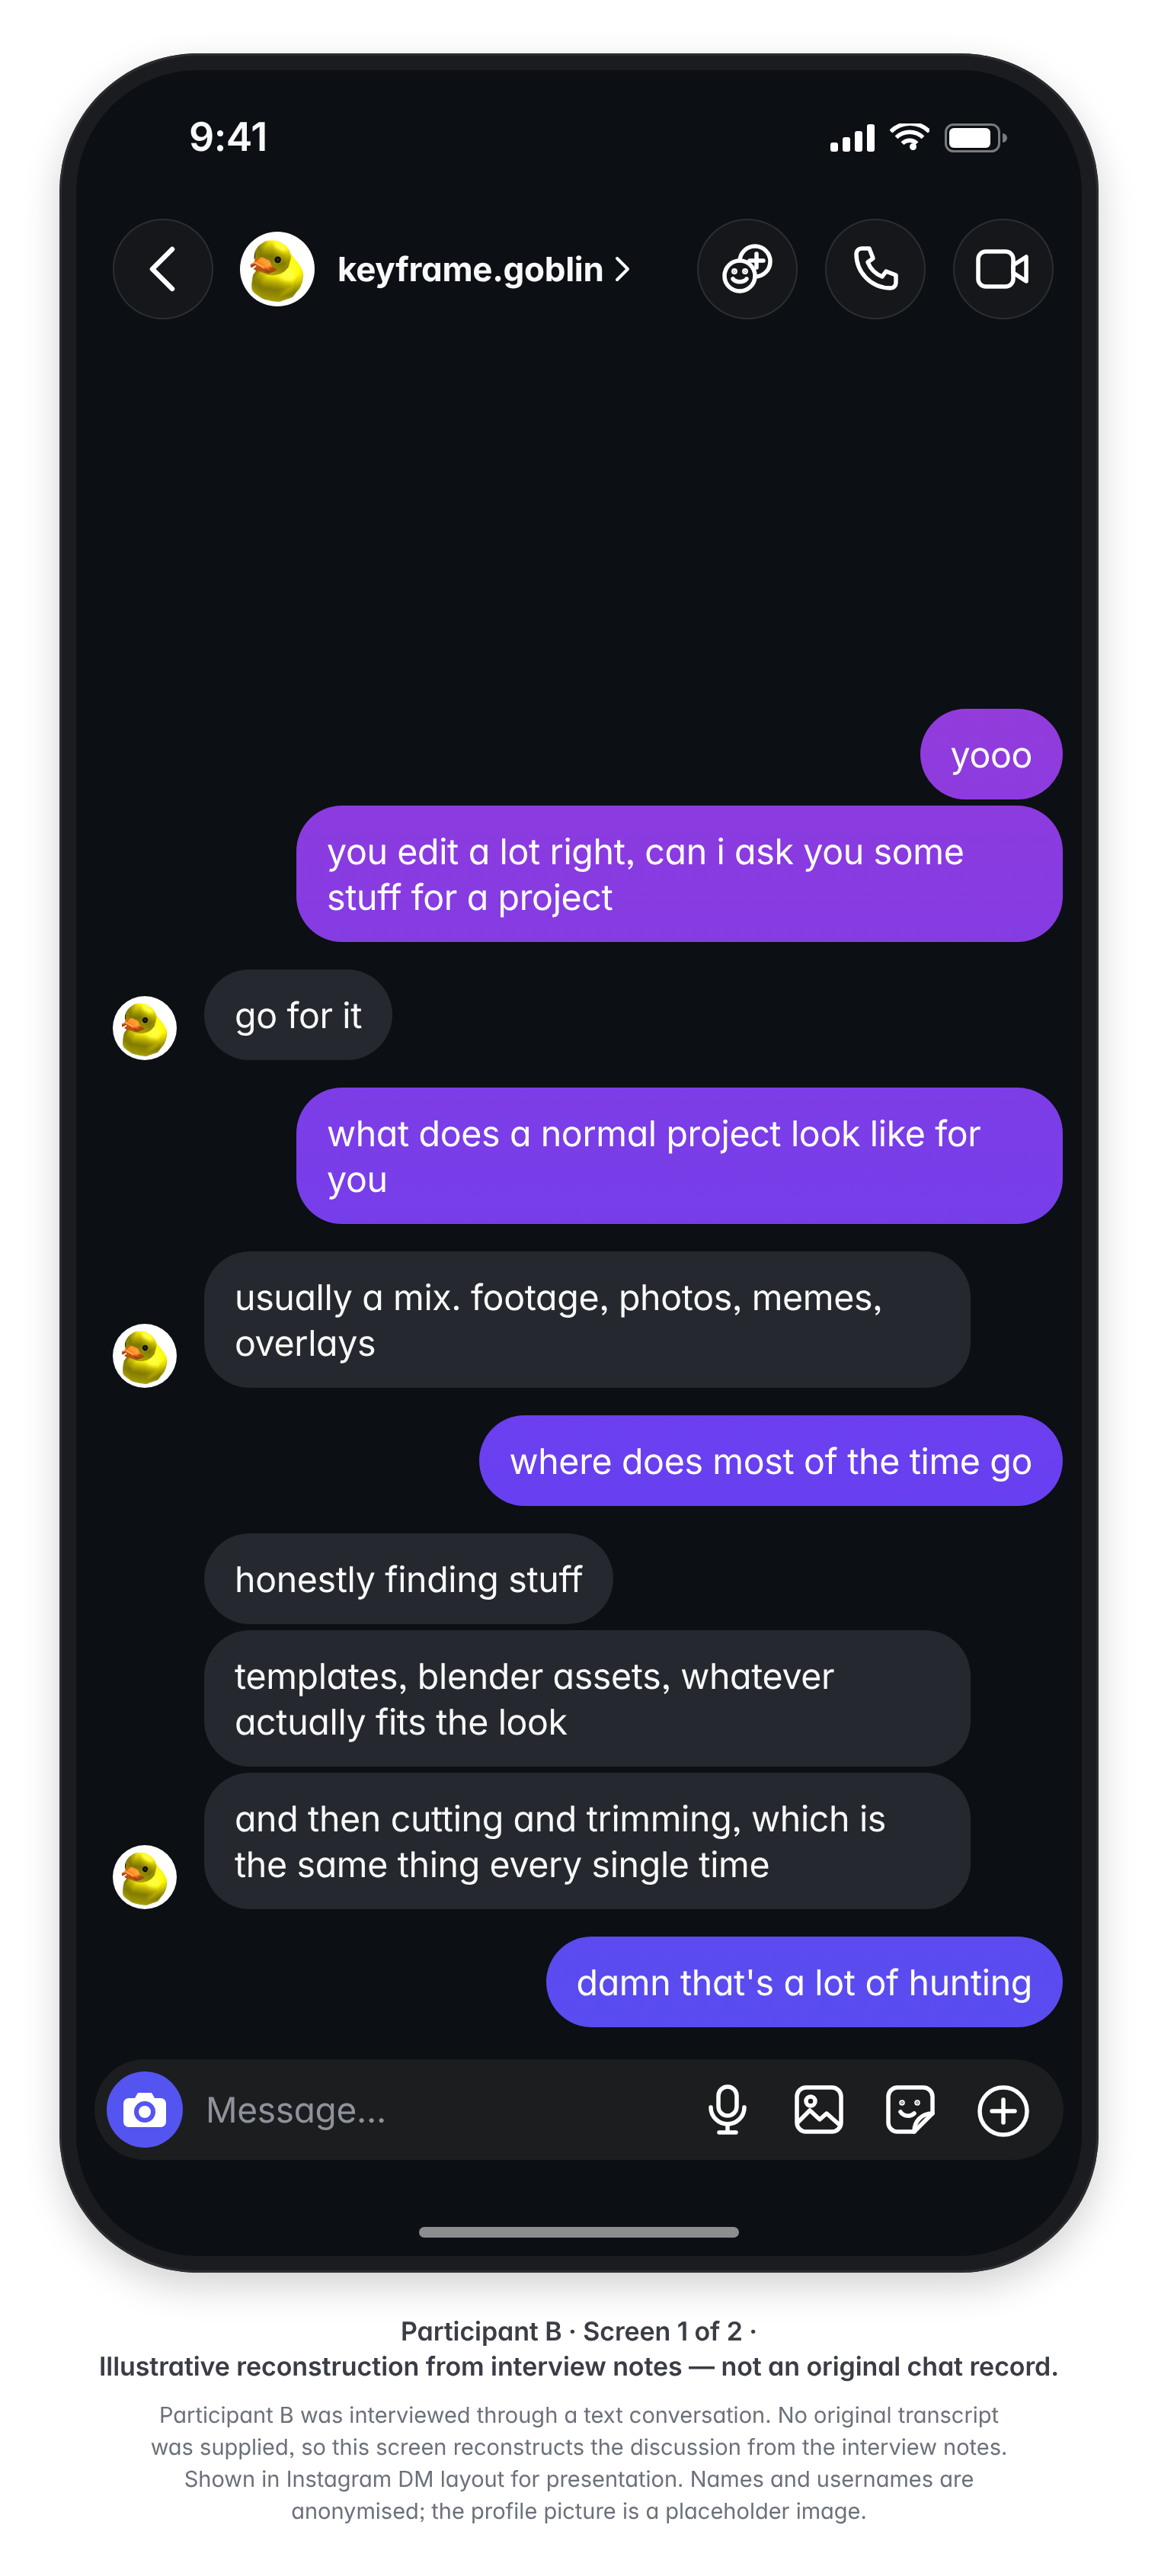 9:41
keyframe.goblin
yooo
you edit a lot right, can i ask you some
stuff for a project
go for it
what does a normal project look like for
you
usually a mix. footage, photos, memes,
overlays
where does most of the time go
honestly finding stuff
templates, blender assets, whatever
actually fits the look
and then cutting and trimming, which is
the same thing every single time
damn that's a lot of hunting
Message...
Participant B · Screen 1 of 2 ·
Illustrative reconstruction from interview notes — not an original chat record.
Participant B was interviewed through a text conversation. No original transcript
was supplied, so this screen reconstructs the discussion from the interview notes.
Shown in Instagram DM layout for presentation. Names and usernames are
anonymised; the profile picture is a placeholder image.